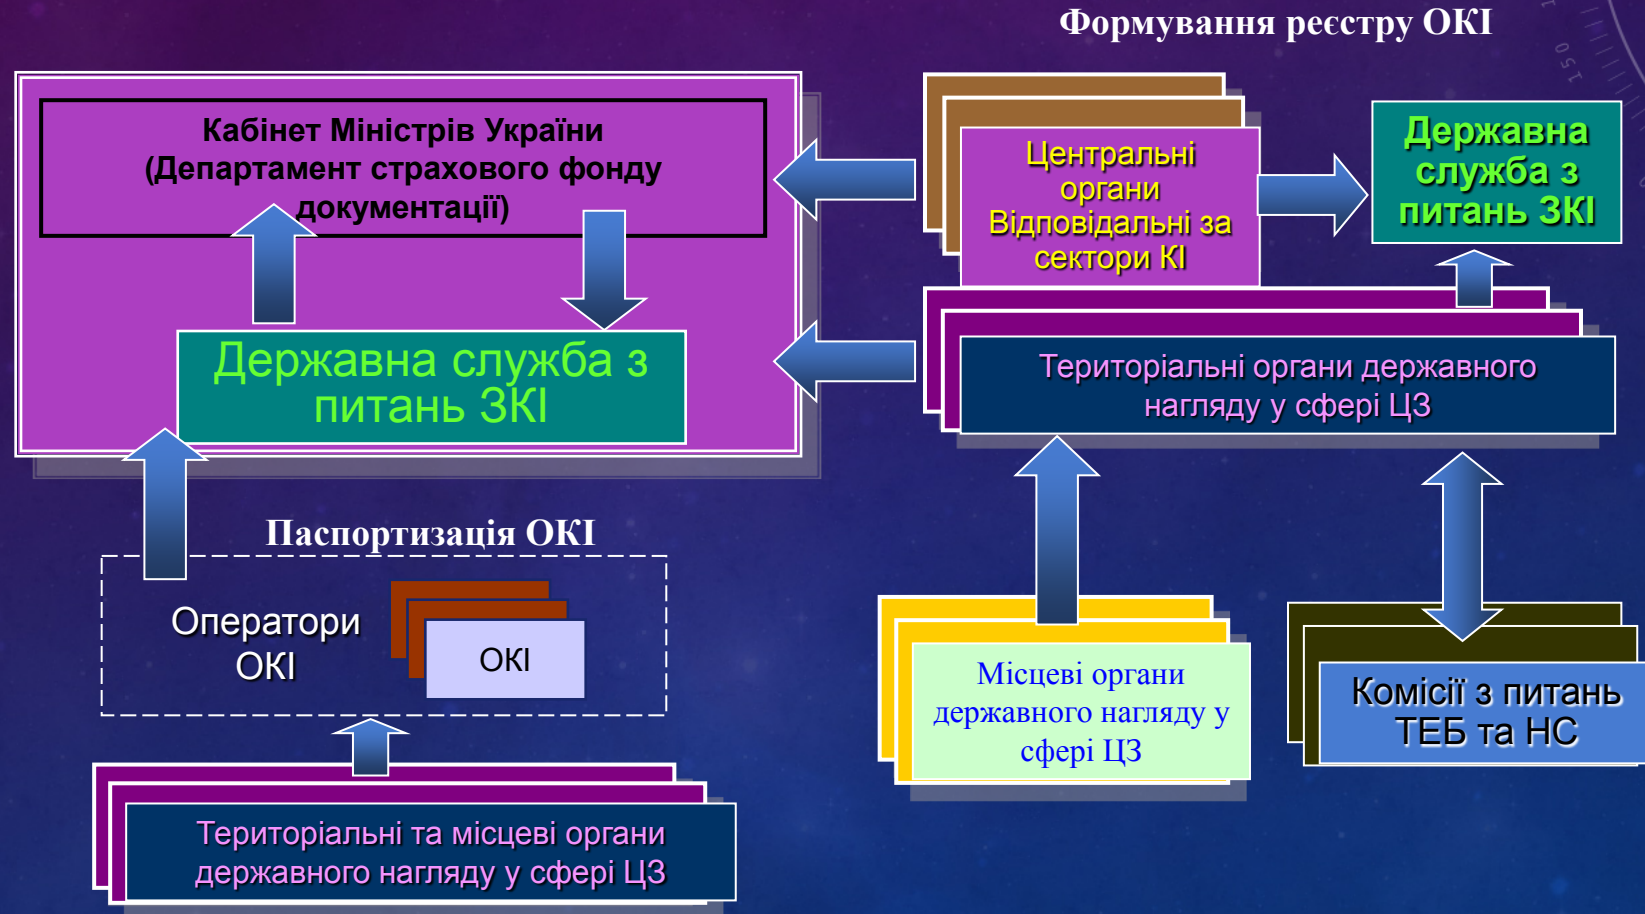 Формування реєстру ОКІ
Кабінет Міністрів України
(Департамент страхового фонду
документації)
Державна служба з
питань ЗКІ
Центральні
органи
Відповідальні за
сектори КІ
Державна
служба з
питань ЗКІ
Територіальні органи державного
нагляду у сфері ЦЗ
Паспортизація ОКІ
Оператори
ОКІ
ОКІ
Місцеві органи
державного нагляду у
сфері ЦЗ
Комісії з питань
ТЕБ та НС
Територіальні та місцеві органи
державного нагляду у сфері ЦЗ
150